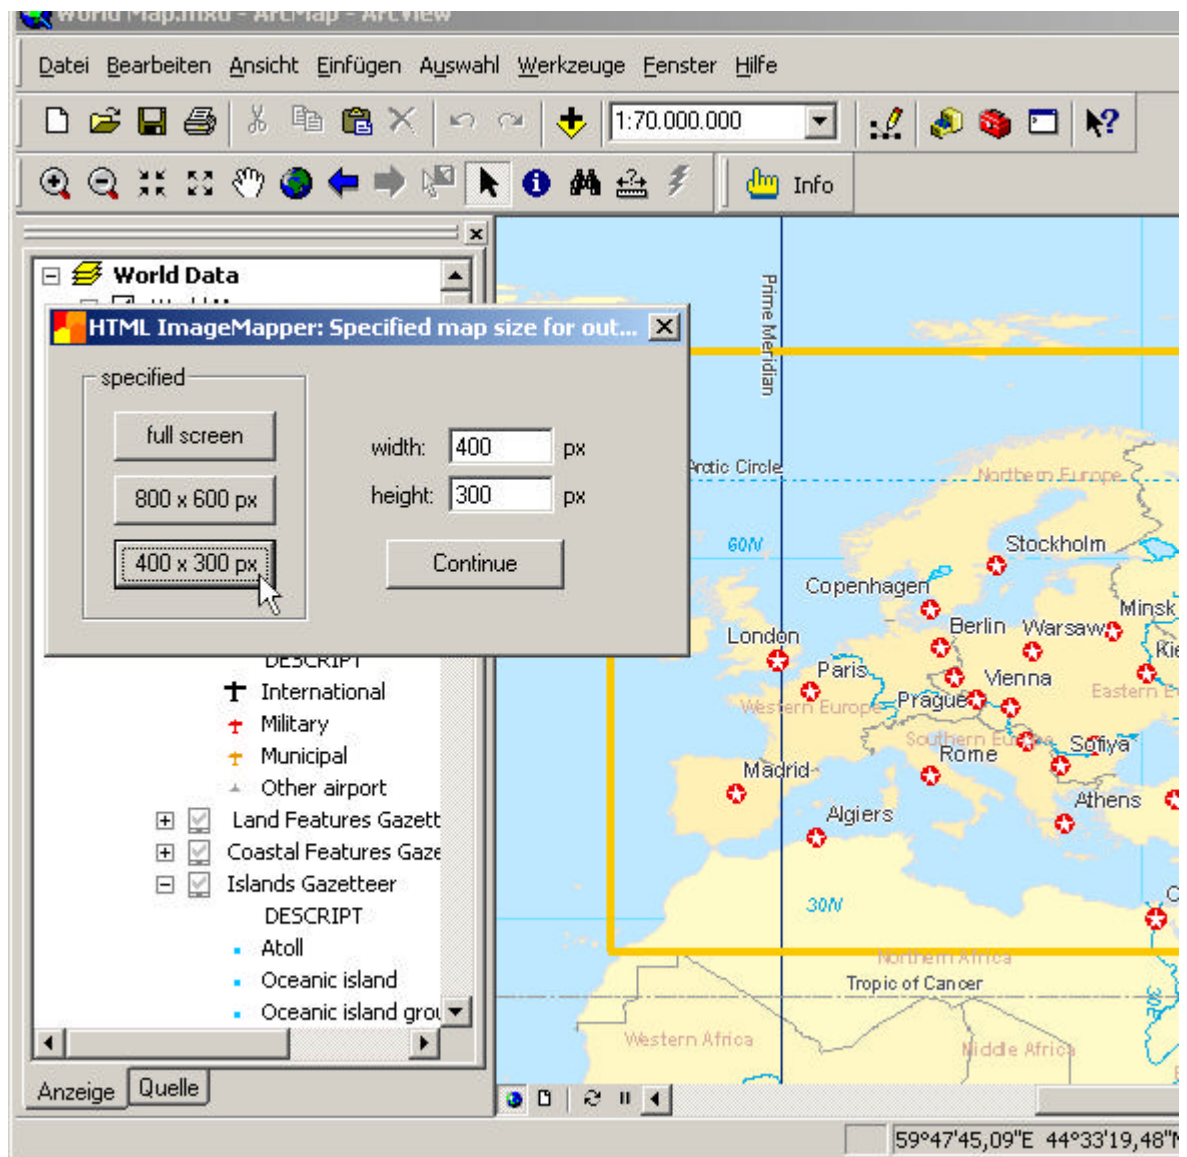 World Map.mxd - ArcMap - ArcView
Datei Bearbeiten Ansicht Einfügen Auswahl Werkzeuge Fenster Hilfe
1:70.000.000
Info
World Data
HTML ImageMapper: Specified map size for out...
specified
full screen
800 x 600 px
400 x 300 px
width: 400 px
height: 300 px
Continue
DESCRIPT
International
Military
Municipal
Other airport
Land Features Gazett
Coastal Features Gaze
Islands Gazetteer
DESCRIPT
Atoll
Oceanic island
Oceanic island grou
Anzeige Quelle
Prime Meridian
Arctic Circle
Northern Europe
60N
Stockholm
Copenhagen
Minsk
London
Berlin
Warsaw
Kie
Paris
Vienna
Western Europe
Prague
Eastern E
Southern Europe
Sofiya
Rome
Madrid
Athens
Algiers
30N
C
Northern Africa
Tropic of Cancer
30E
Western Africa
Middle Africa
59°47'45,09"E 44°33'19,48"N